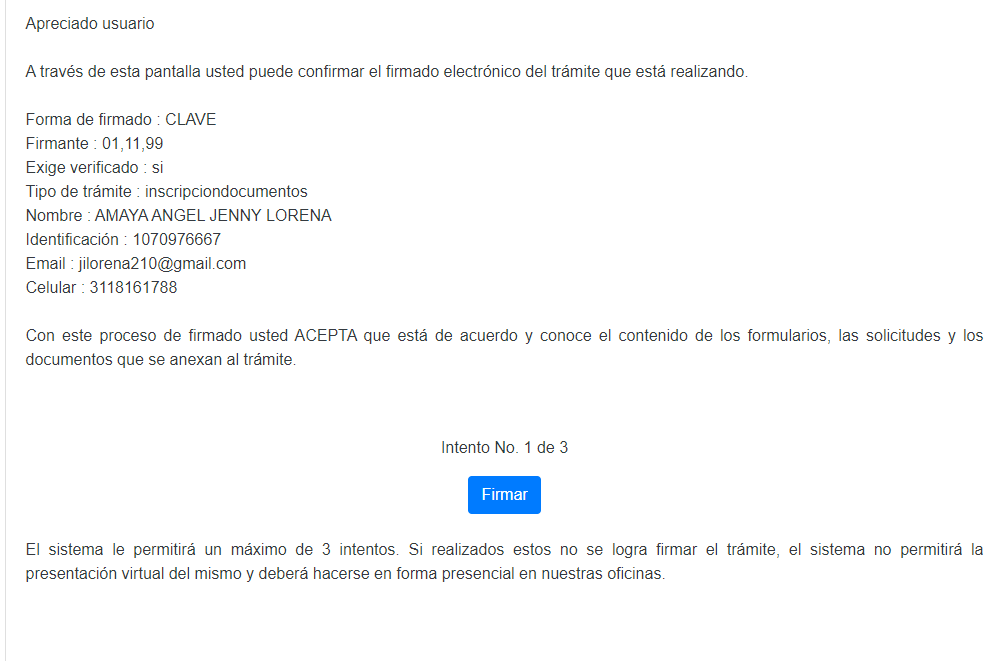 Apreciado usuario
A través de esta pantalla usted puede confirmar el firmado electrónico del trámite que está realizando.
Forma de firmado : CLAVE
Firmante : 01,11,99
Exige verificado : si
Tipo de trámite : inscripciondocumentos
Nombre : AMAYA ANGEL JENNY LORENA
Identificación : 1070976667
Email : jilorena210@gmail.com
Celular : 3118161788
Con este proceso de firmado usted ACEPTA que está de acuerdo y conoce el contenido de los formularios, las solicitudes y los
documentos que se anexan al trámite.
Intento No. 1 de 3
Firmar
El sistema le permitirá un máximo de 3 intentos. Si realizados estos no se logra firmar el trámite, el sistema no permitirá la
presentación virtual del mismo y deberá hacerse en forma presencial en nuestras oficinas.